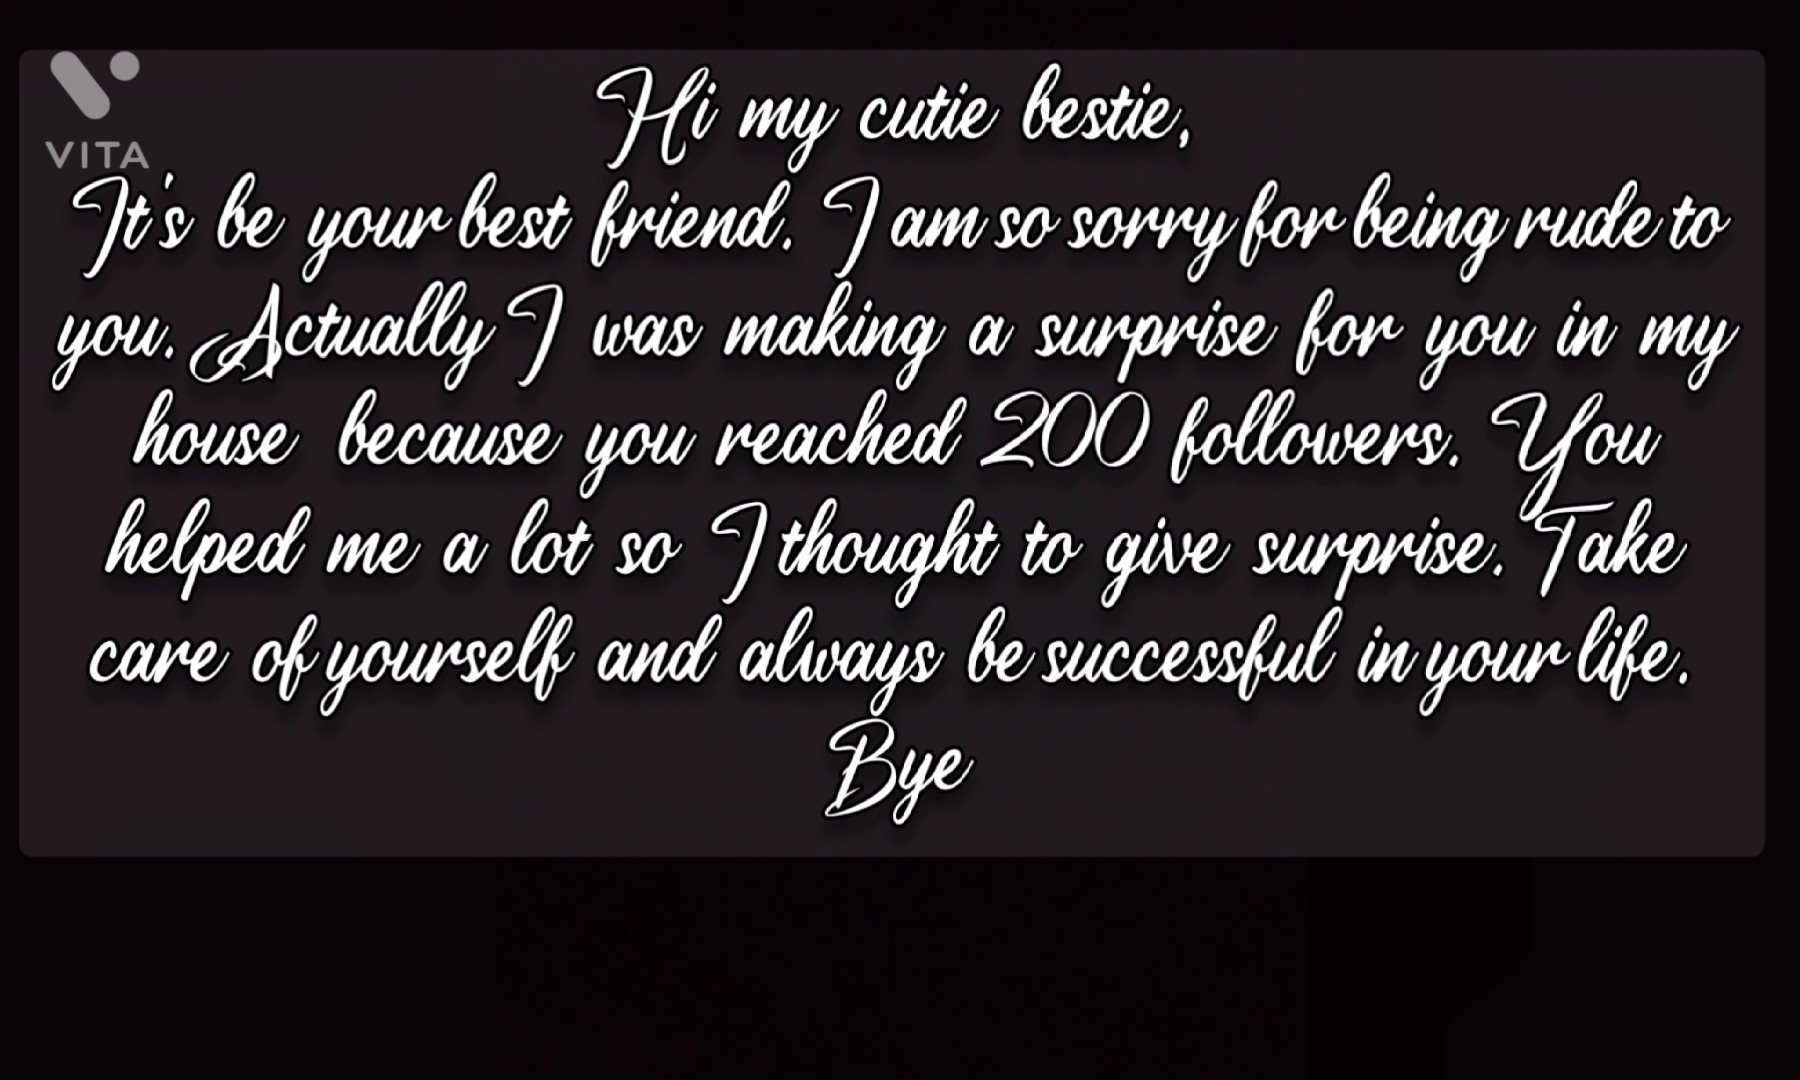 VITA
Hi my cutie bestie,
It's be your best friend. I am so sorry for being rude to
you. Actually I was making a surprise for you in my
house because you reached 200 followers. You
helped me a lot so I thought to give surprise. Take
care of yourself and always be successful in your life.
Bye